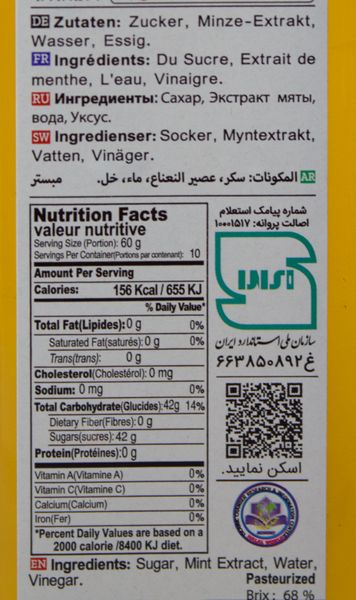 DE Zutaten: Zucker, Minze-Extrakt,
Wasser, Essig.
FR Ingrédients: Du Sucre, Extrait de
menthe, L'eau, Vinaigre.
RU Ингредиенты: Сахар, Экстракт мяты,
вода, Уксус.
SW Ingredienser: Socker, Myntextrakt,
Vatten, Vinäger.
AR المكونات: سكر، عصير النعناع، ماء، خل. مبستر
Nutrition Facts
valeur nutritive
Serving Size (Portion): 60 g
Servings Per Container(Portions par contenant): 10
Amount Per Serving
Calories: 156 Kcal / 655 KJ
% Daily Value*
Total Fat(Lipides):0 g 0%
Saturated Fat(saturés):0 g 0%
Trans(trans): 0 g
Cholesterol(Cholestérol): 0 mg
Sodium: 0 mg 0%
Total Carbohydrate(Glucides):42g 14%
Dietary Fiber(Fibres): 0 g
Sugars(sucres): 42 g
Protein(Protéines):0 g
Vitamin A(Vitamine A) 0%
Vitamin C(Vitamine C) 0%
Calcium(Calcium) 0%
Iron(Fer) 0%
*Percent Daily Values are based on a
2000 calorie /8400 KJ diet.
شماره پیامک استعلام
اصالت پروانه: ۱۰۰۰۱۵۱۷
سازمان ملی استاندارد ایران
غ ۶۶۳۸۵۰۸۹۲
اسکن نمایید.
EN Ingredients: Sugar, Mint Extract, Water,
Vinegar.
Pasteurized
Brix: 68 %